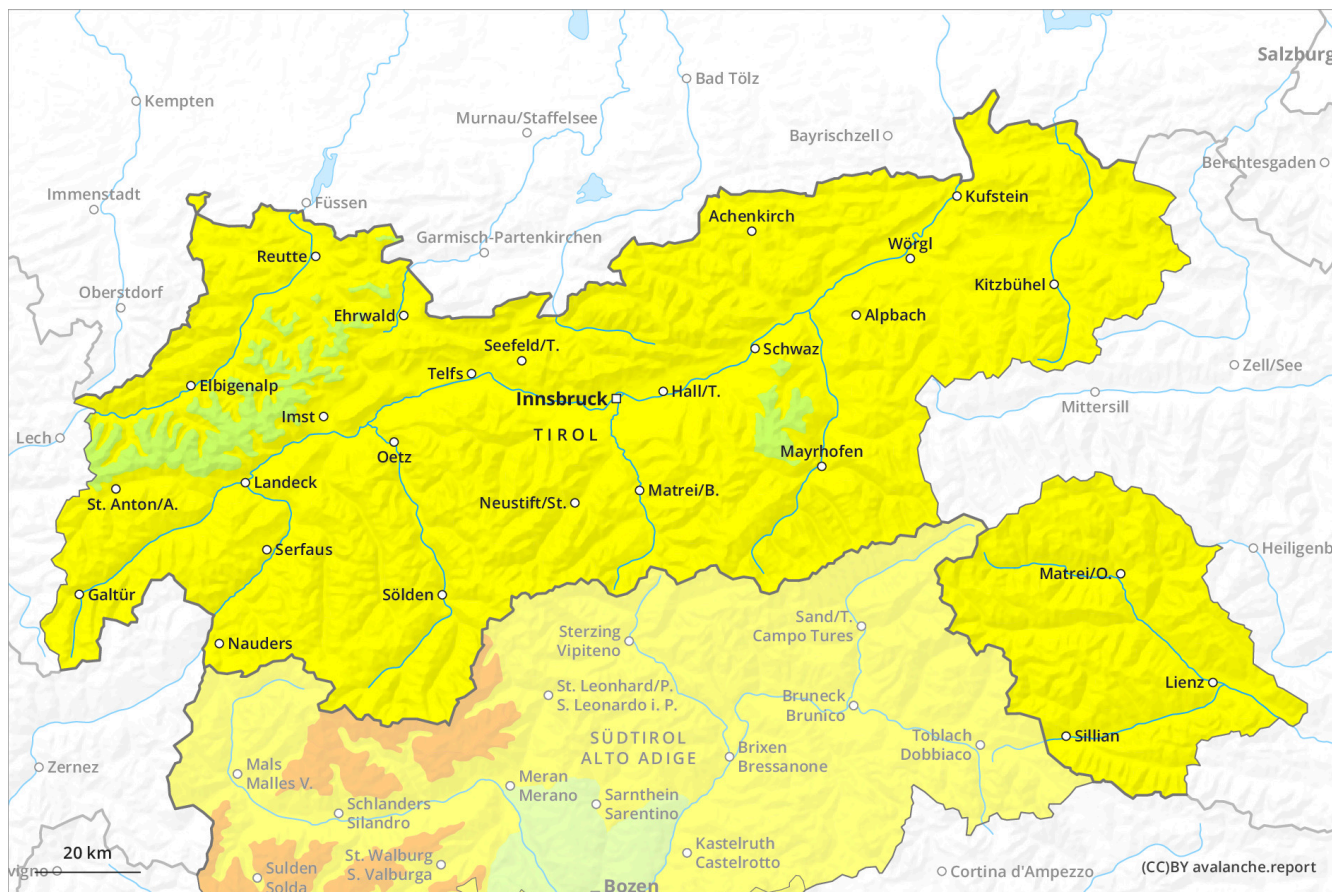 Salzburg
Bad Tölz
Kempten
Murnau/Staffelsee
Bayrischzell
Berchtesgaden
Immenstadt
Füssen
Kufstein
Achenkirch
Garmisch-Partenkirchen
Wörgl
Reutte
Kitzbühel
Oberstdorf
Ehrwald
Alpbach
Seefeld/T.
Schwaz
Zell/See
Telfs
Elbigenalp
Hall/T.
Innsbruck
Mittersill
Imst
TIROL
Lech
Oetz
Mayrhofen
Landeck
Matrei/B.
St. Anton/A.
Neustift/St.
Serfaus
Heiligenb
Matrei/O.
Galtür
Sölden
Sand/T.
Campo Tures
Sterzing
Vipiteno
Nauders
Lienz
St. Leonhard/P.
S. Leonardo i. P.
Bruneck
Brunico
Toblach
Dobbiaco
Sillian
SÜDTIROL
ALTO ADIGE
Brixen
Bressanone
Zernez
Mals
Malles V.
Meran
Merano
Sarnthein
Sarentino
Schlanders
Silandro
Kastelruth
Castelrotto
20 km
St. Walburg
S. Valburga
vigno
Sulden
Solda
Cortina d'Ampezzo
(CC)BY avalanche.report
Bozen